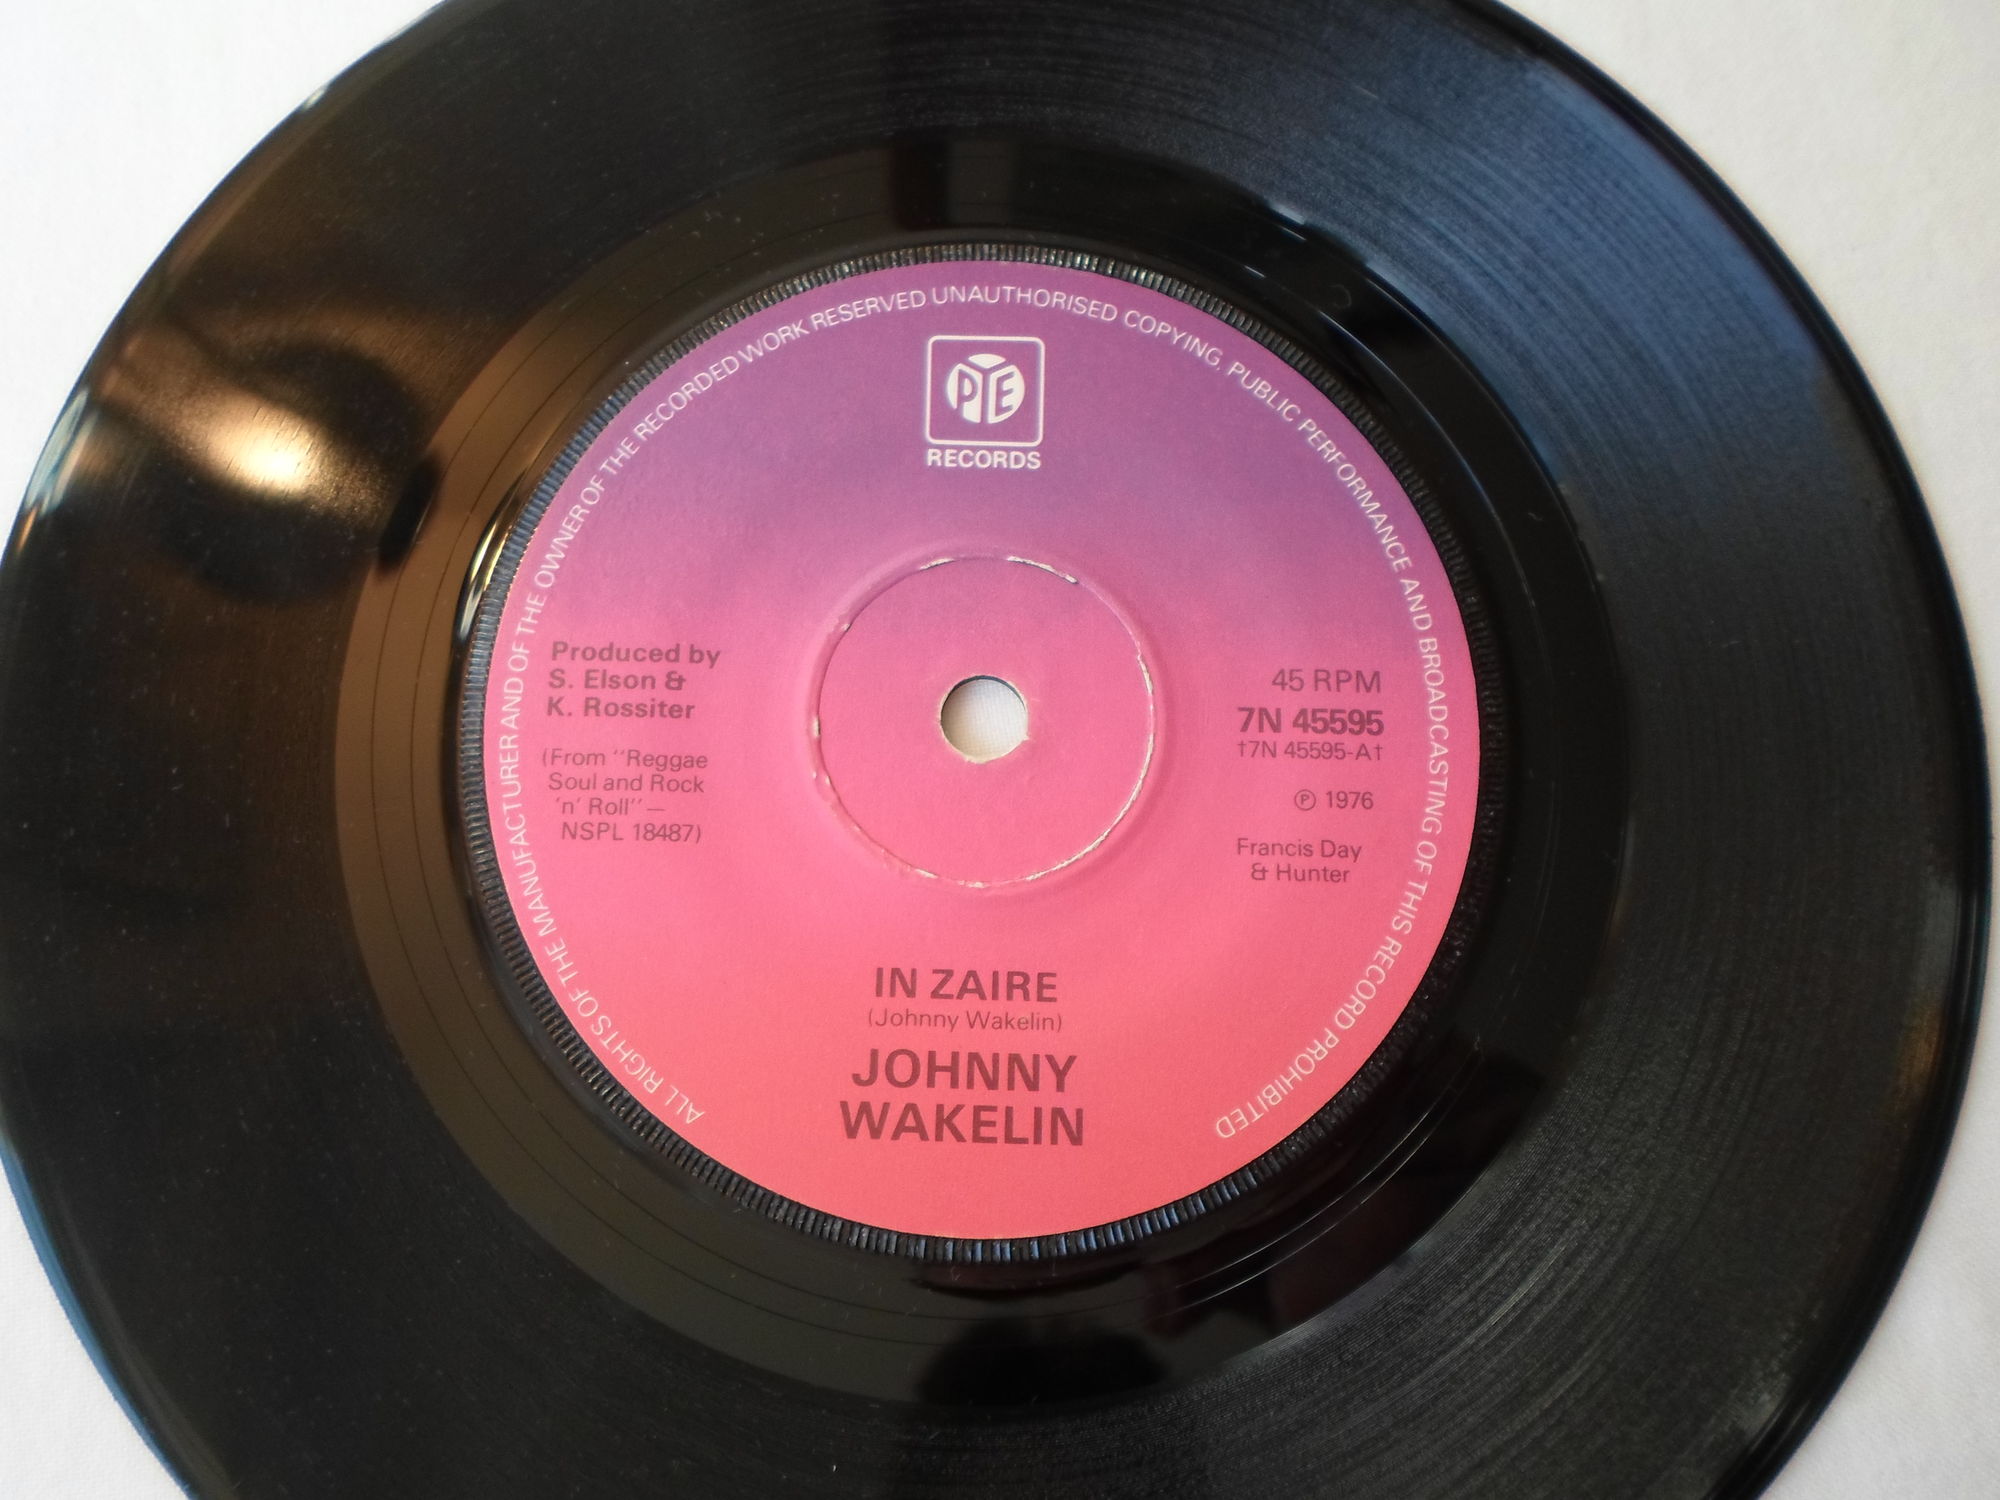 ALL RIGHTS OF THE MANUFACTURER AND OF THE OWNER OF THE RECORDED WORK RESERVED UNAUTHORISED COPYING, PUBLIC PERFORMANCE AND BROADCASTING OF THIS RECORD PROHIBITED
PYE
RECORDS
Produced by
S. Elson &
K. Rossiter
(From "Reggae
Soul and Rock
'n' Roll" —
NSPL 18487)
45 RPM
7N 45595
†7N 45595-A†
℗ 1976
Francis Day
& Hunter
IN ZAIRE
(Johnny Wakelin)
JOHNNY
WAKELIN